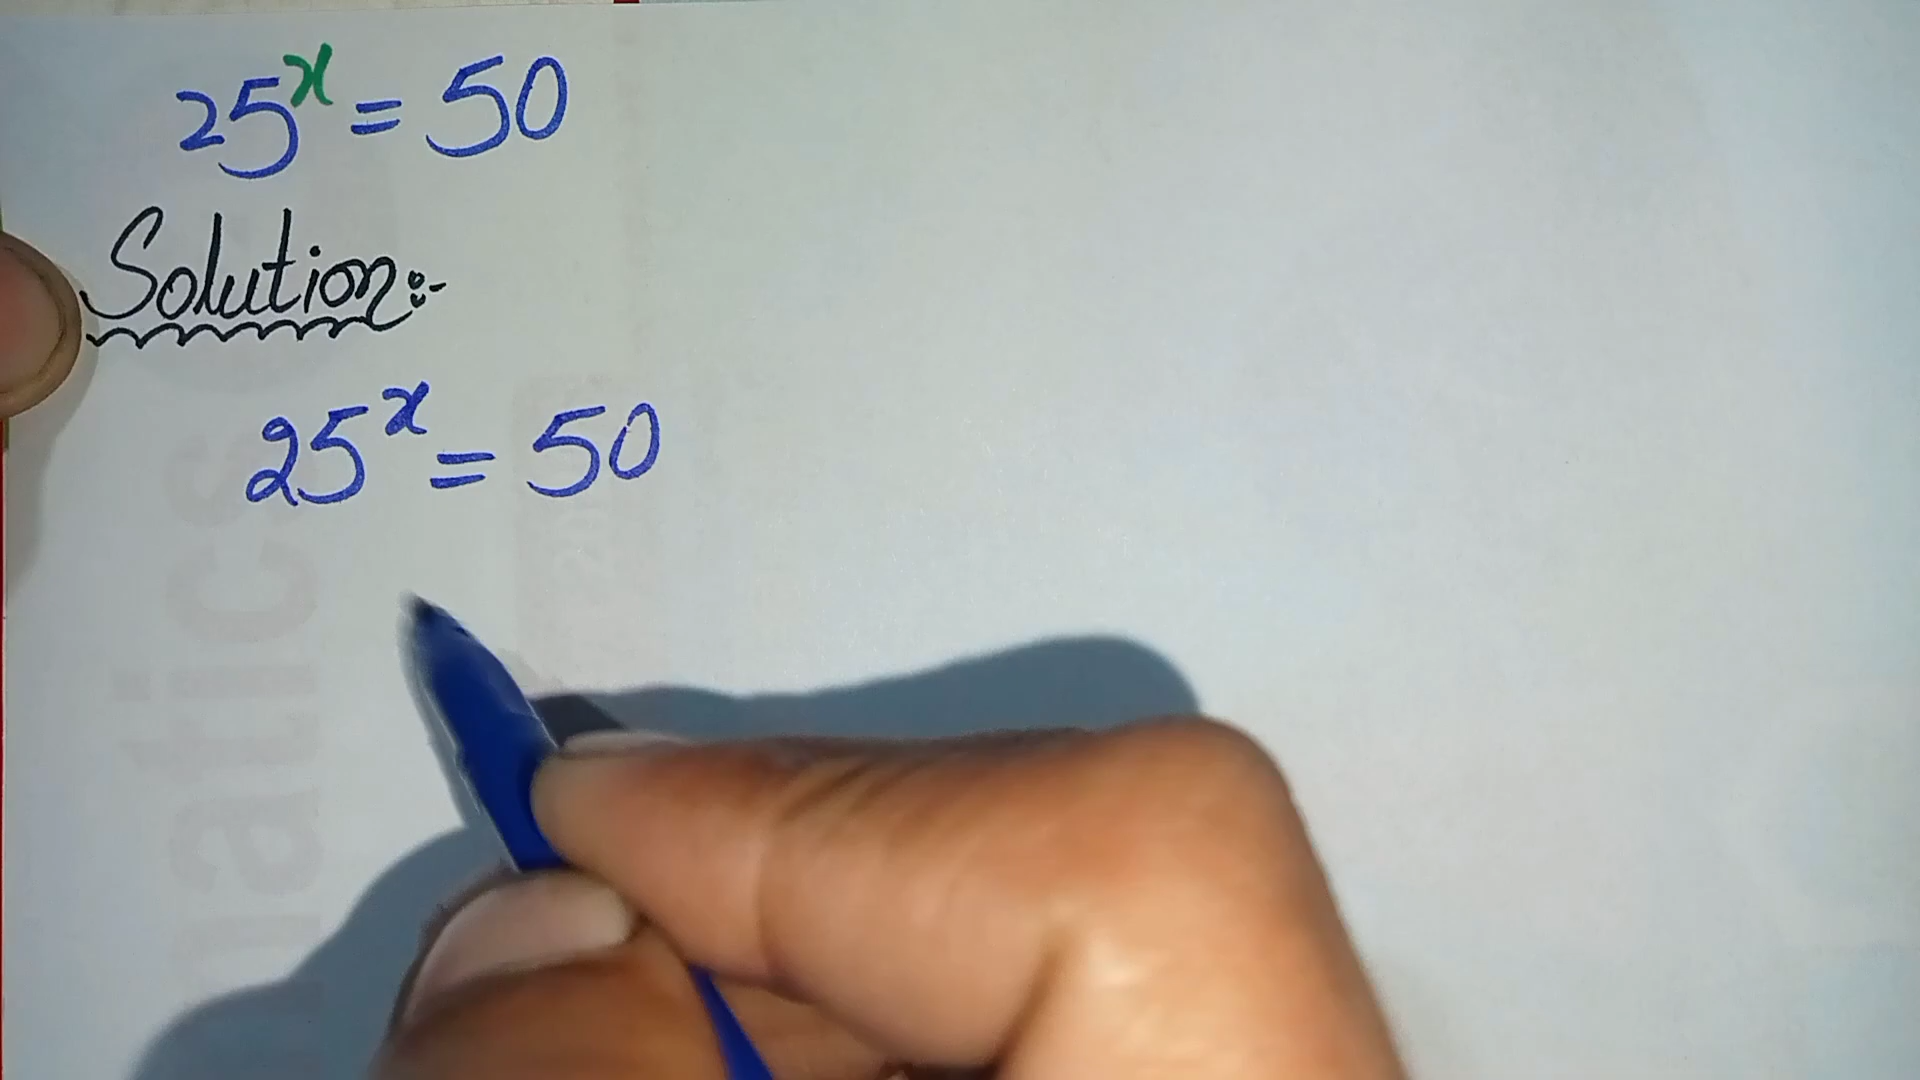 25^x = 50
Solution:-
25^x = 50